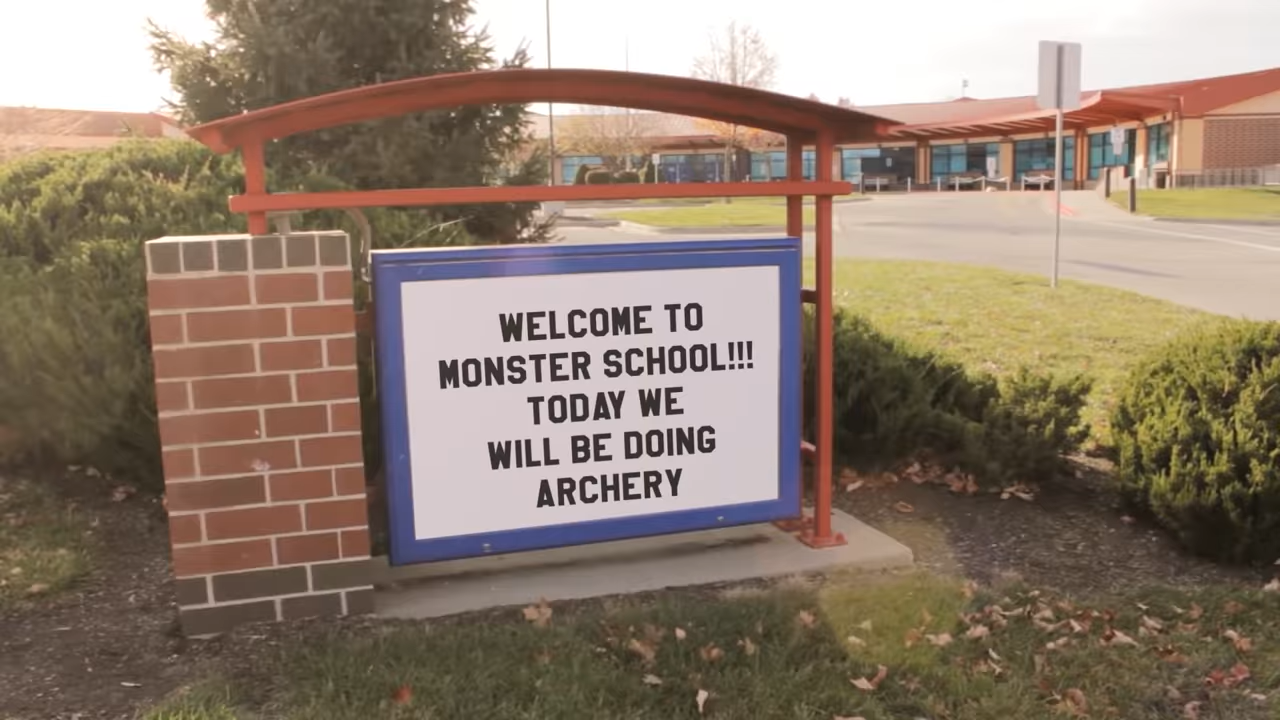 WELCOME TO
MONSTER SCHOOL!!!
TODAY WE
WILL BE DOING
ARCHERY